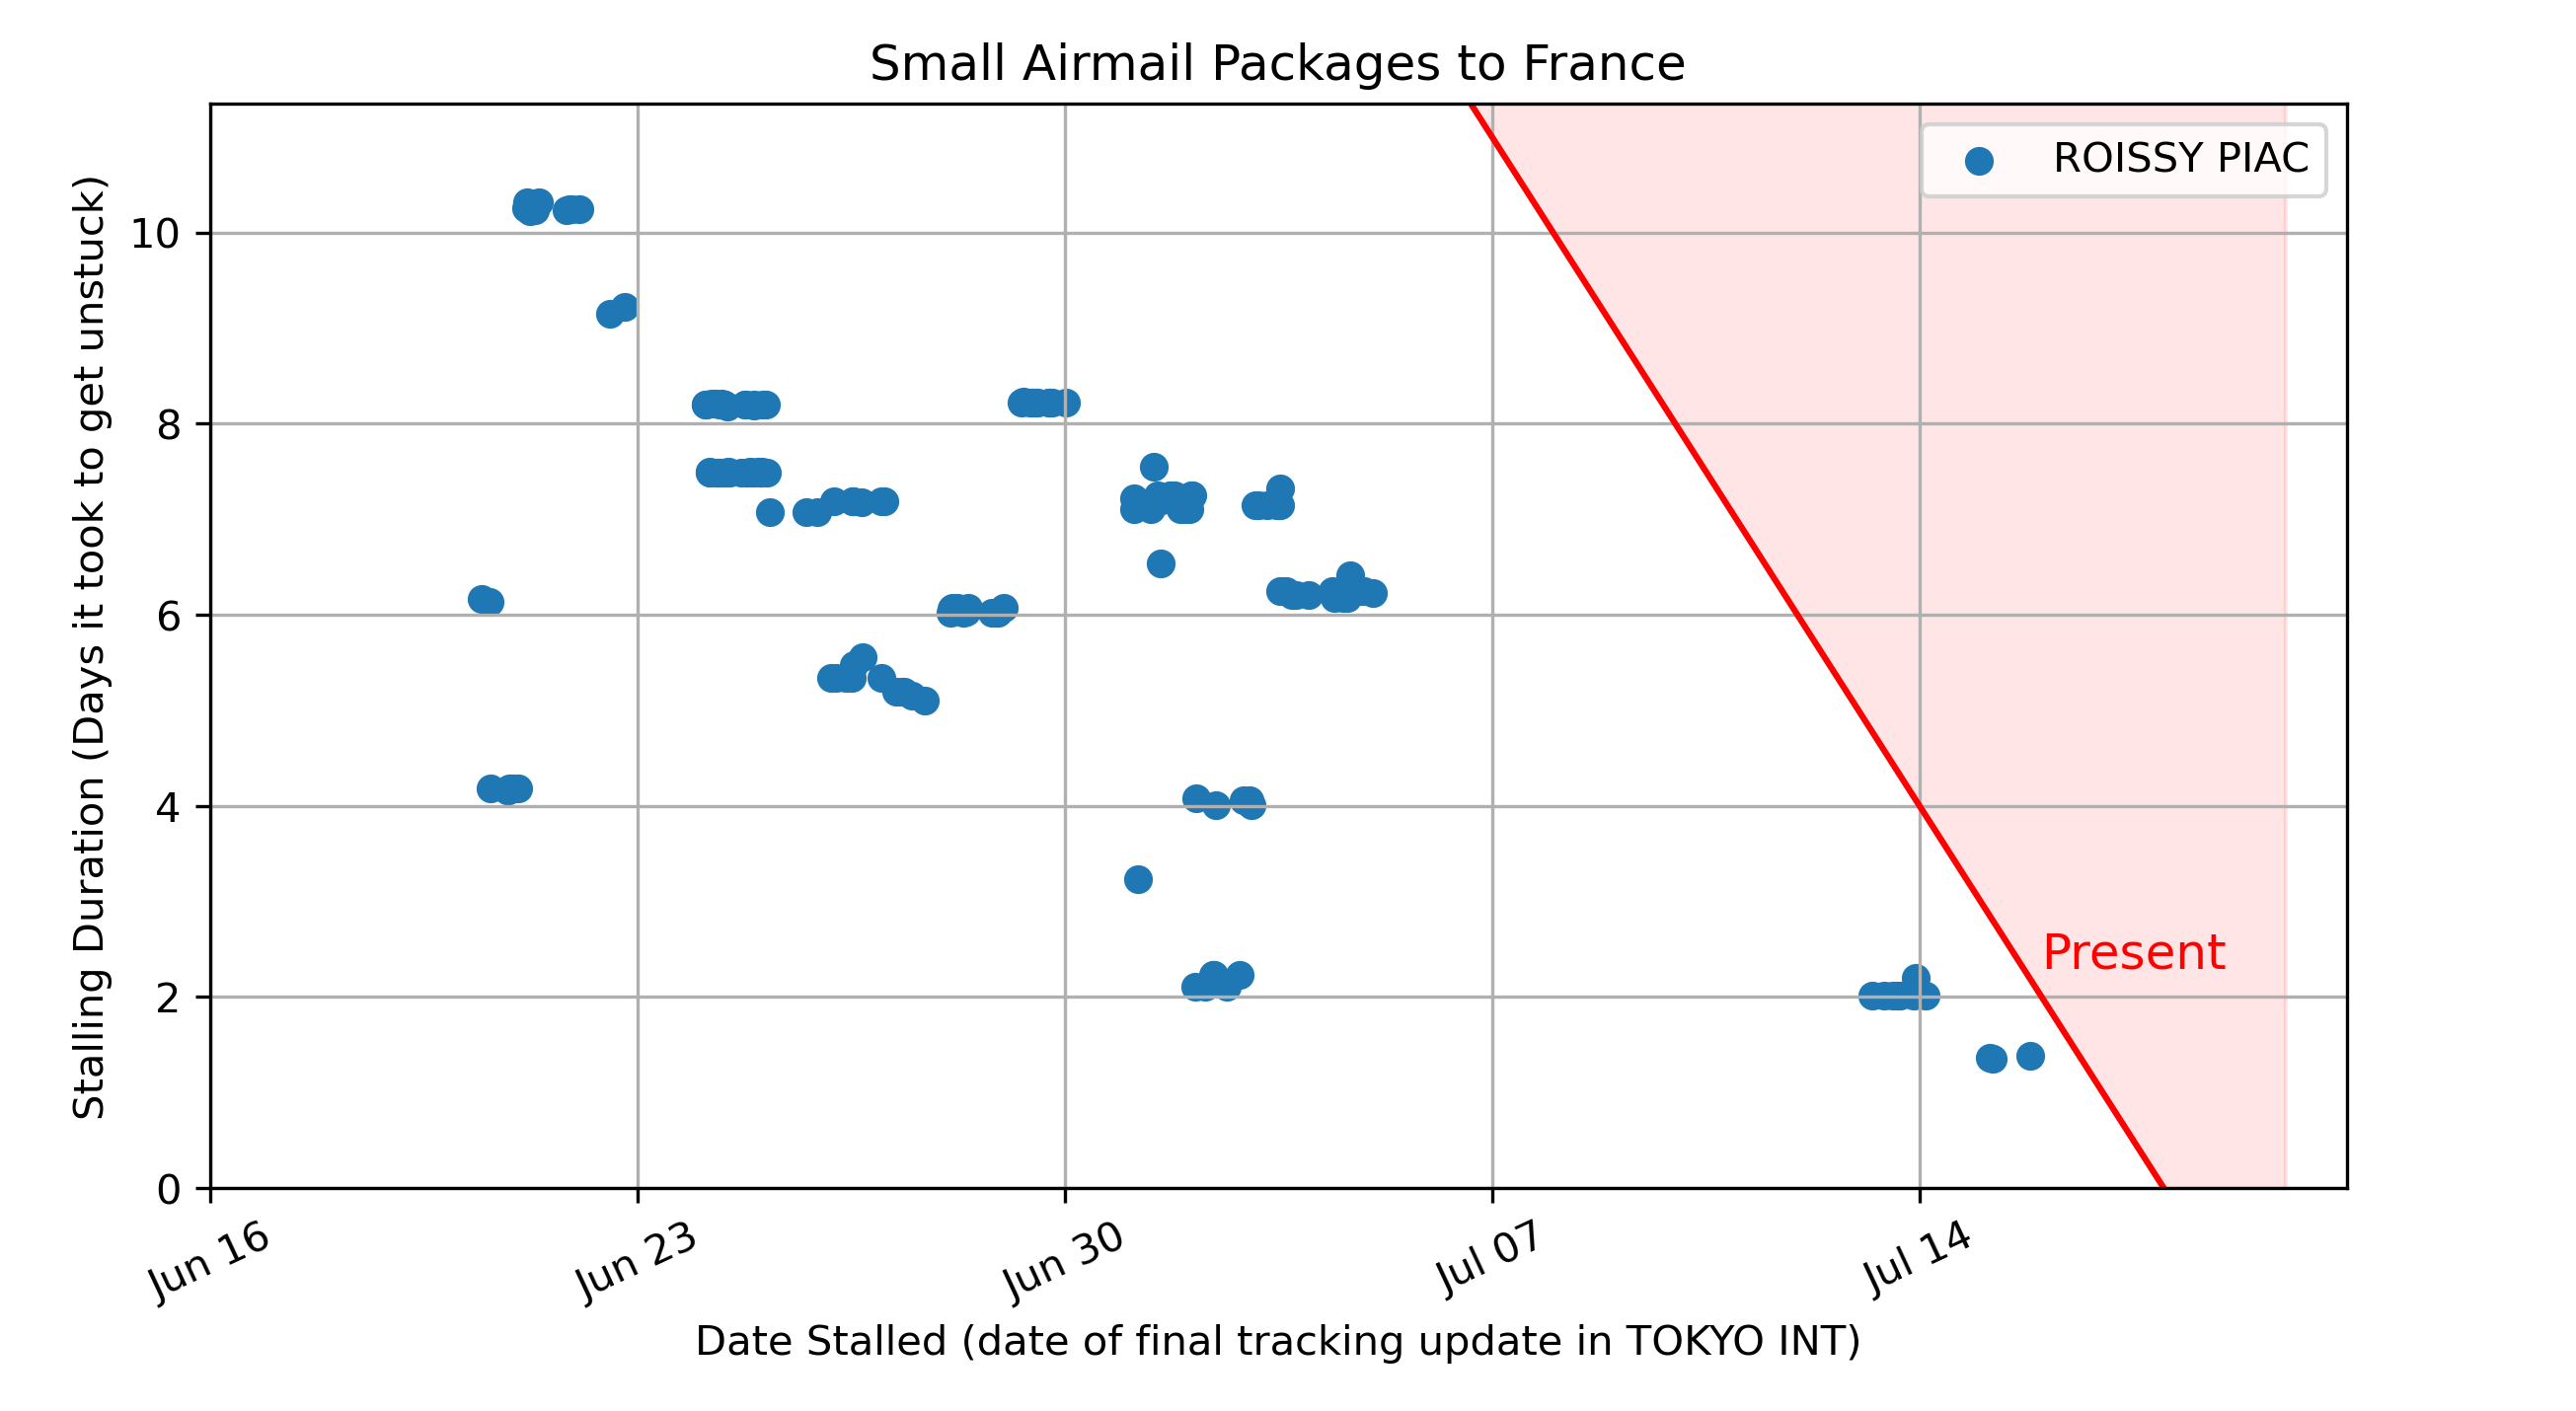 Small Airmail Packages to France
ROISSY PIAC
Stalling Duration (Days it took to get unstuck)
10
8
6
4
2
0
Present
Jun 16
Jun 23
Jun 30
Jul 07
Jul 14
Date Stalled (date of final tracking update in TOKYO INT)